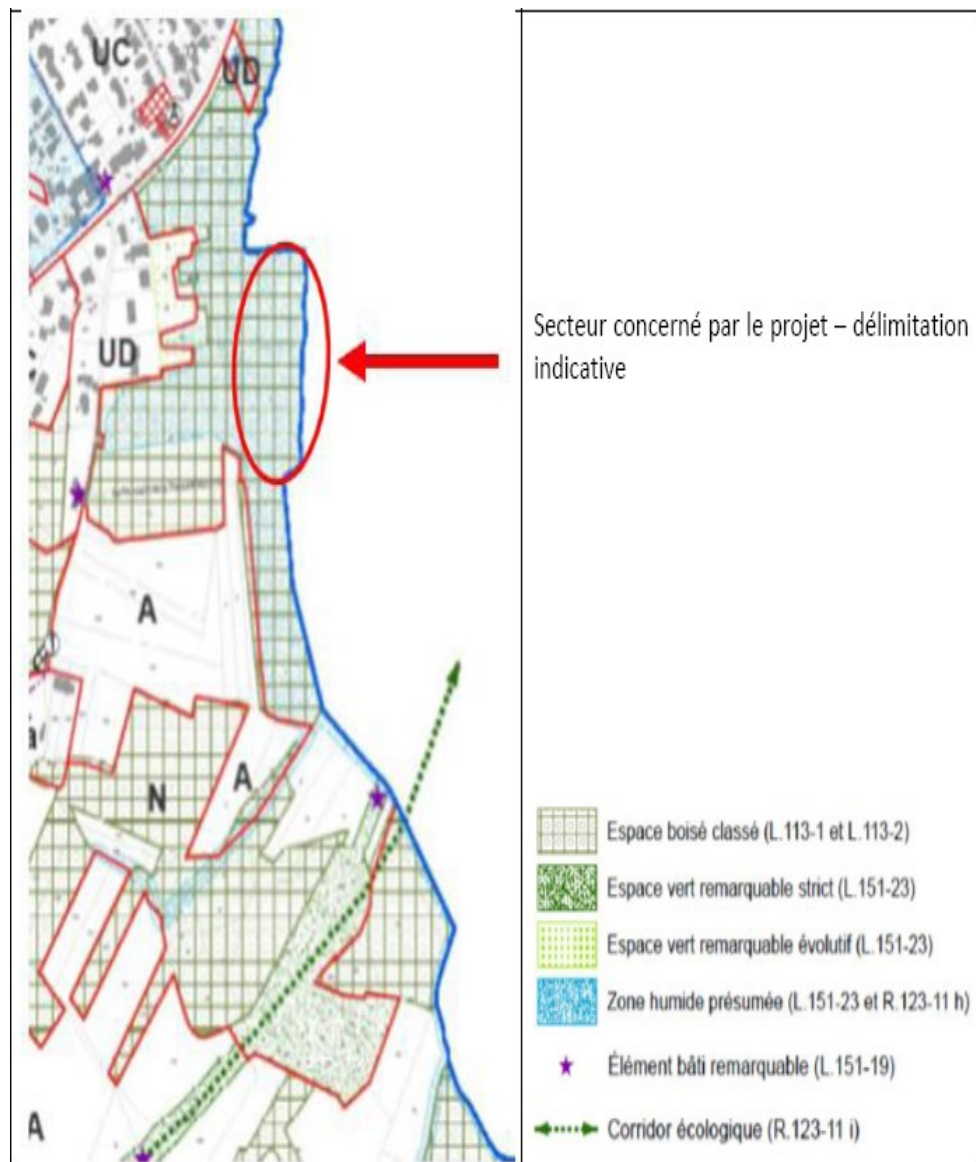 UC
UD
UD
Secteur concerné par le projet – délimitation
indicative
A
A
N
A
Espace boisé classé (L.113-1 et L.113-2)
Espace vert remarquable strict (L.151-23)
Espace vert remarquable évolutif (L.151-23)
Zone humide présumée (L.151-23 et R.123-11 h)
Élément bâti remarquable (L.151-19)
Corridor écologique (R.123-11 i)